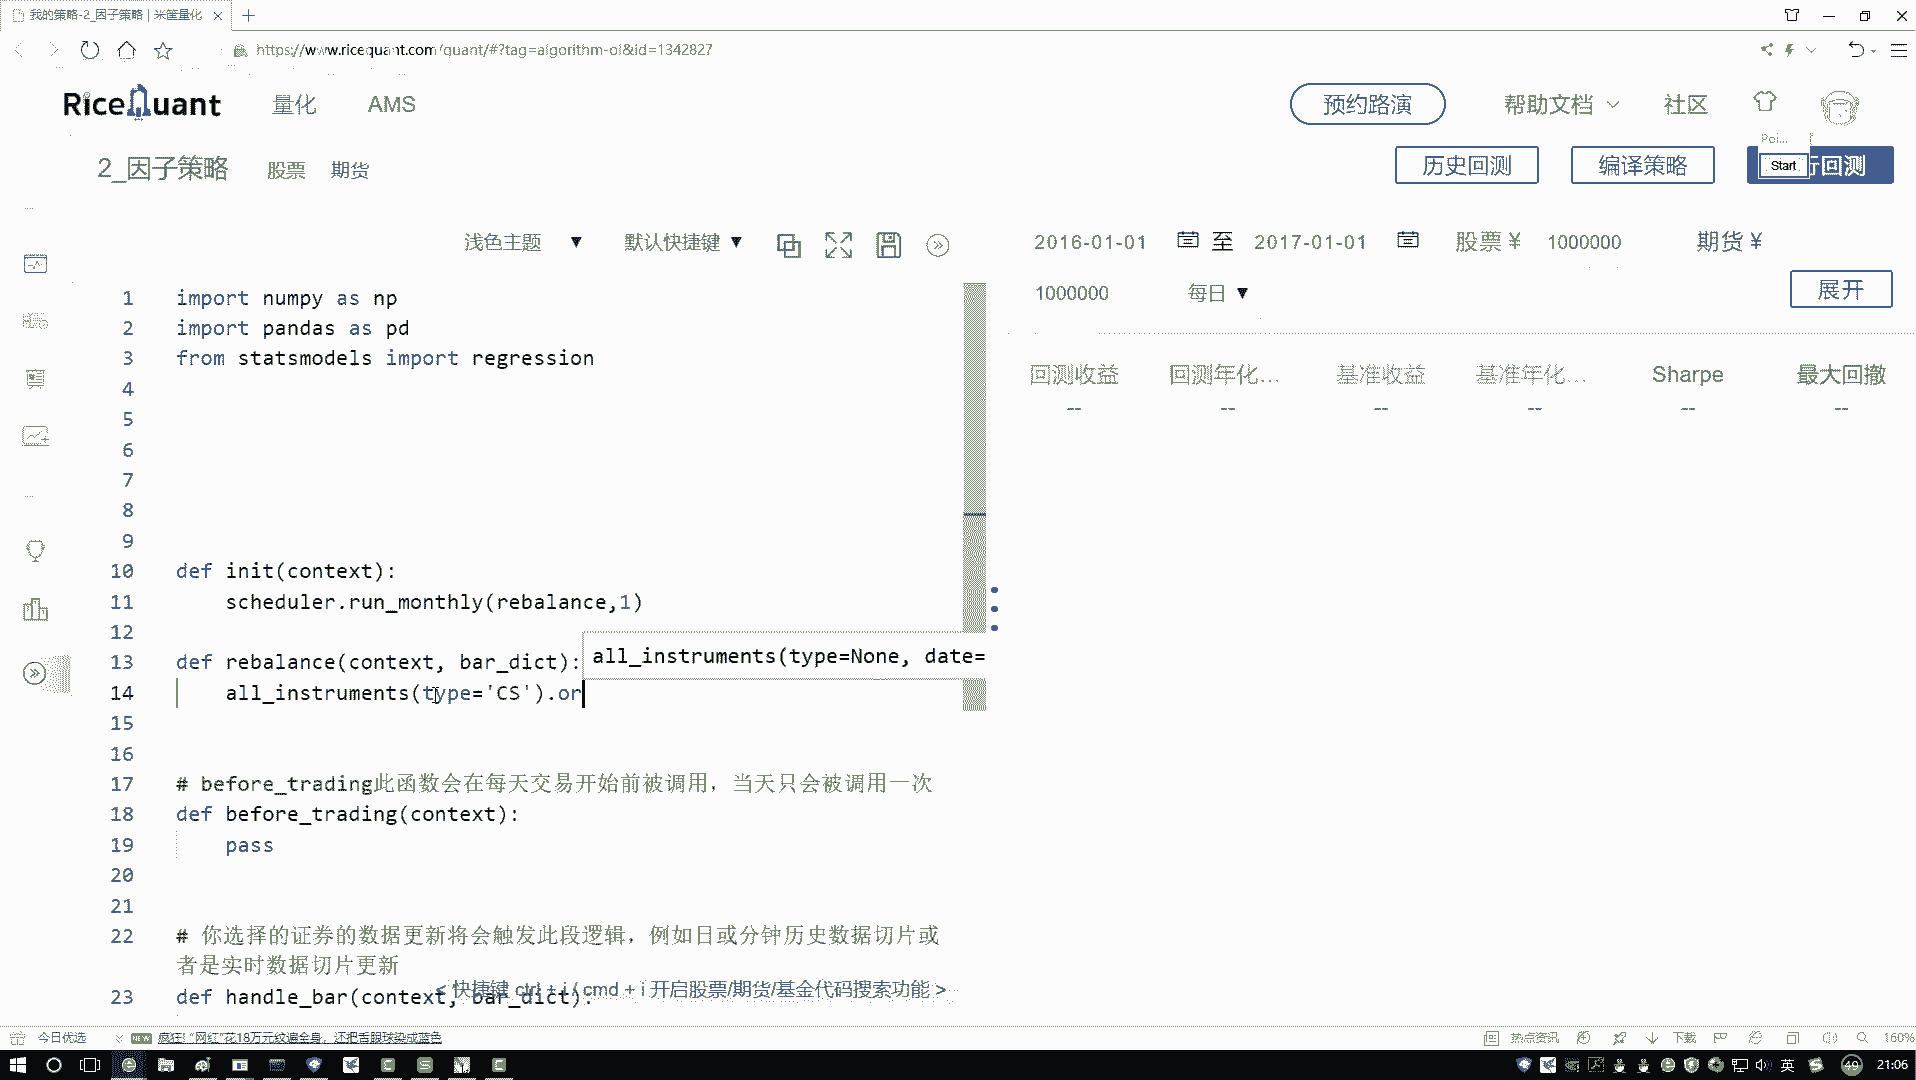 我的策略-2_因子策略 | 米筐量化
https://www.ricequant.com/quant/#?tag=algorithm-ol&id=1342827
RiceQuant 量化 AMS 预约路演 帮助文档 社区
Poi...
2_因子策略 股票 期货 历史回测 编译策略 Start 行回测
浅色主题 ▼ 默认快捷键 ▼ 2016-01-01 至 2017-01-01 股票 ¥ 1000000 期货 ¥
1000000 每日 ▼ 展开
回测收益 回测年化... 基准收益 基准年化... Sharpe 最大回撤
-- -- -- -- -- --
1 import numpy as np
2 import pandas as pd
3 from statsmodels import regression
4
5
6
7
8
9
10 def init(context):
11 scheduler.run_monthly(rebalance,1)
12
13 def rebalance(context, bar_dict):
all_instruments(type=None, date=
14 all_instruments(type='CS').or
15
16
17 # before_trading此函数会在每天交易开始前被调用，当天只会被调用一次
18 def before_trading(context):
19 pass
20
21
22 # 你选择的证券的数据更新将会触发此段逻辑，例如日或分钟历史数据切片或
者是实时数据切片更新
23 def handle_bar(context, bar_dict):
< 快捷键 ctrl + i / cmd + i 开启股票/期货/基金代码搜索功能 >
今日优选 NEW 疯狂! "网红"花18万元纹遍全身，还把舌眼球染成蓝色 热点资讯 下载 160%
英 49 21:06